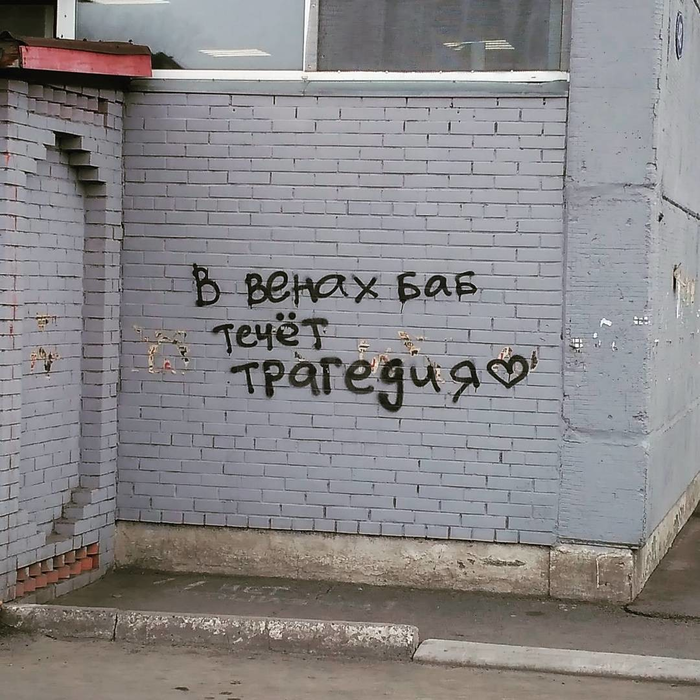 В венах баб
течёт
трагедия♡